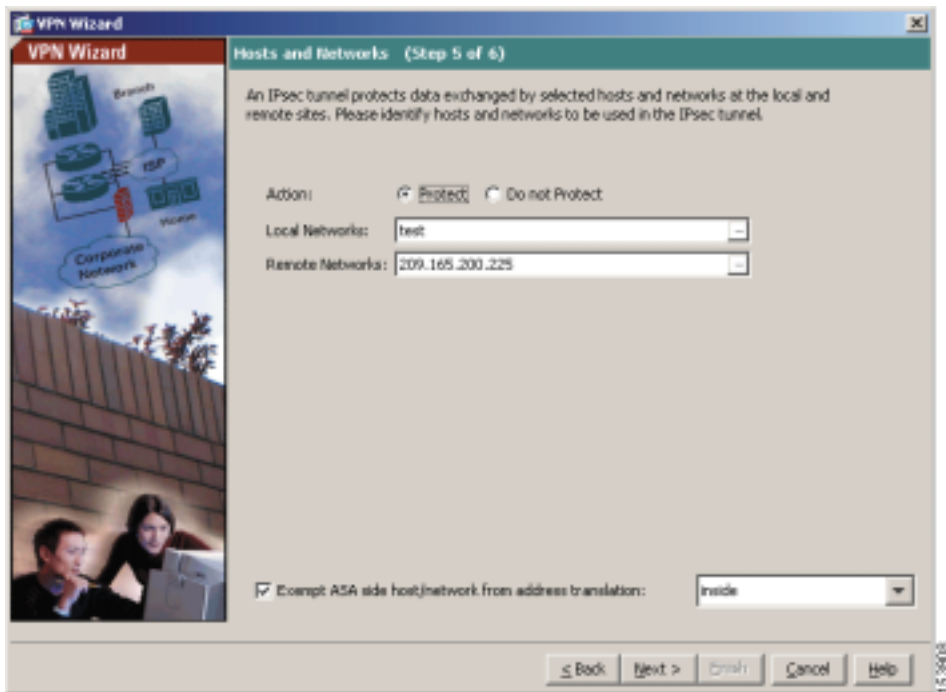 VPN Wizard
VPN Wizard
Hosts and Networks (Step 5 of 6)
Branch
ISP
Home
Corporate
Network
An IPsec tunnel protects data exchanged by selected hosts and networks at the local and
remote sites. Please identify hosts and networks to be used in the IPsec tunnel.
Action: Protect Do not Protect
Local Networks: test ...
Remote Networks: 209.165.200.225 ...
Exempt ASA side host/network from address translation: inside
< Back Next > Finish Cancel Help